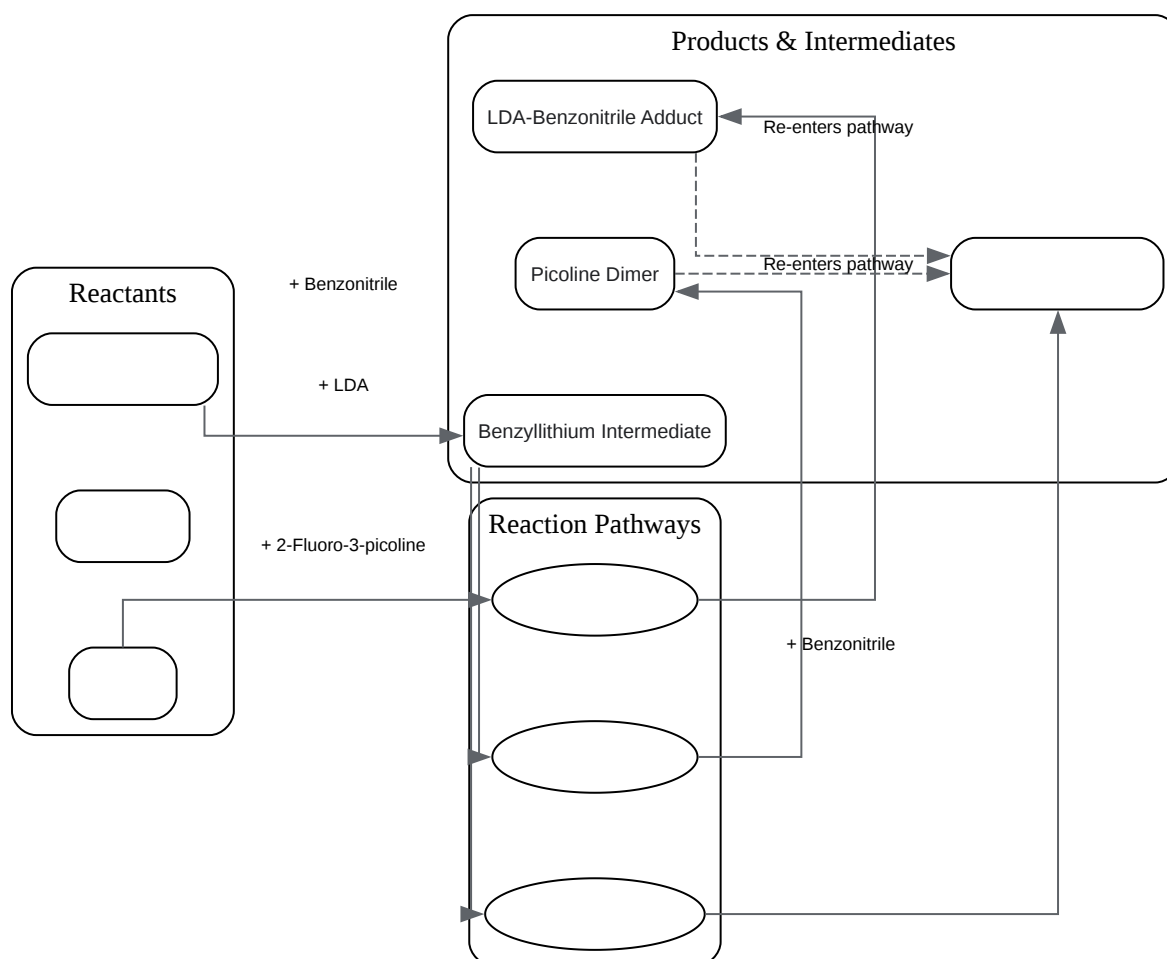 Products & Intermediates
LDA-Benzonitrile Adduct
Re-enters pathway
Picoline Dimer
Re-enters pathway
Reactants
+ Benzonitrile
+ LDA
Benzyllithium Intermediate
Reaction Pathways
+ 2-Fluoro-3-picoline
+ Benzonitrile